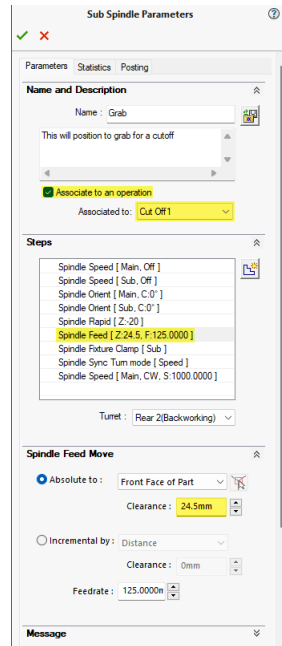 Sub Spindle Parameters
Parameters Statistics Posting
Name and Description
Name : Grab
This will position to grab for a cutoff
Associate to an operation
Associated to: Cut Off1
Steps
Spindle Speed [ Main, Off ]
Spindle Speed [ Sub, Off ]
Spindle Orient [ Main, C:0° ]
Spindle Orient [ Sub, C:0° ]
Spindle Rapid [ Z:-20 ]
Spindle Feed [ Z:24.5, F:125.0000 ]
Spindle Fixture Clamp [ Sub ]
Spindle Sync Turn mode [ Speed ]
Spindle Speed [ Main, CW, S:1000.0000 ]
Turret : Rear 2(Backworking)
Spindle Feed Move
Absolute to : Front Face of Part
Clearance : 24.5mm
Incremental by : Distance
Clearance : 0mm
Feedrate : 125.0000m
Message